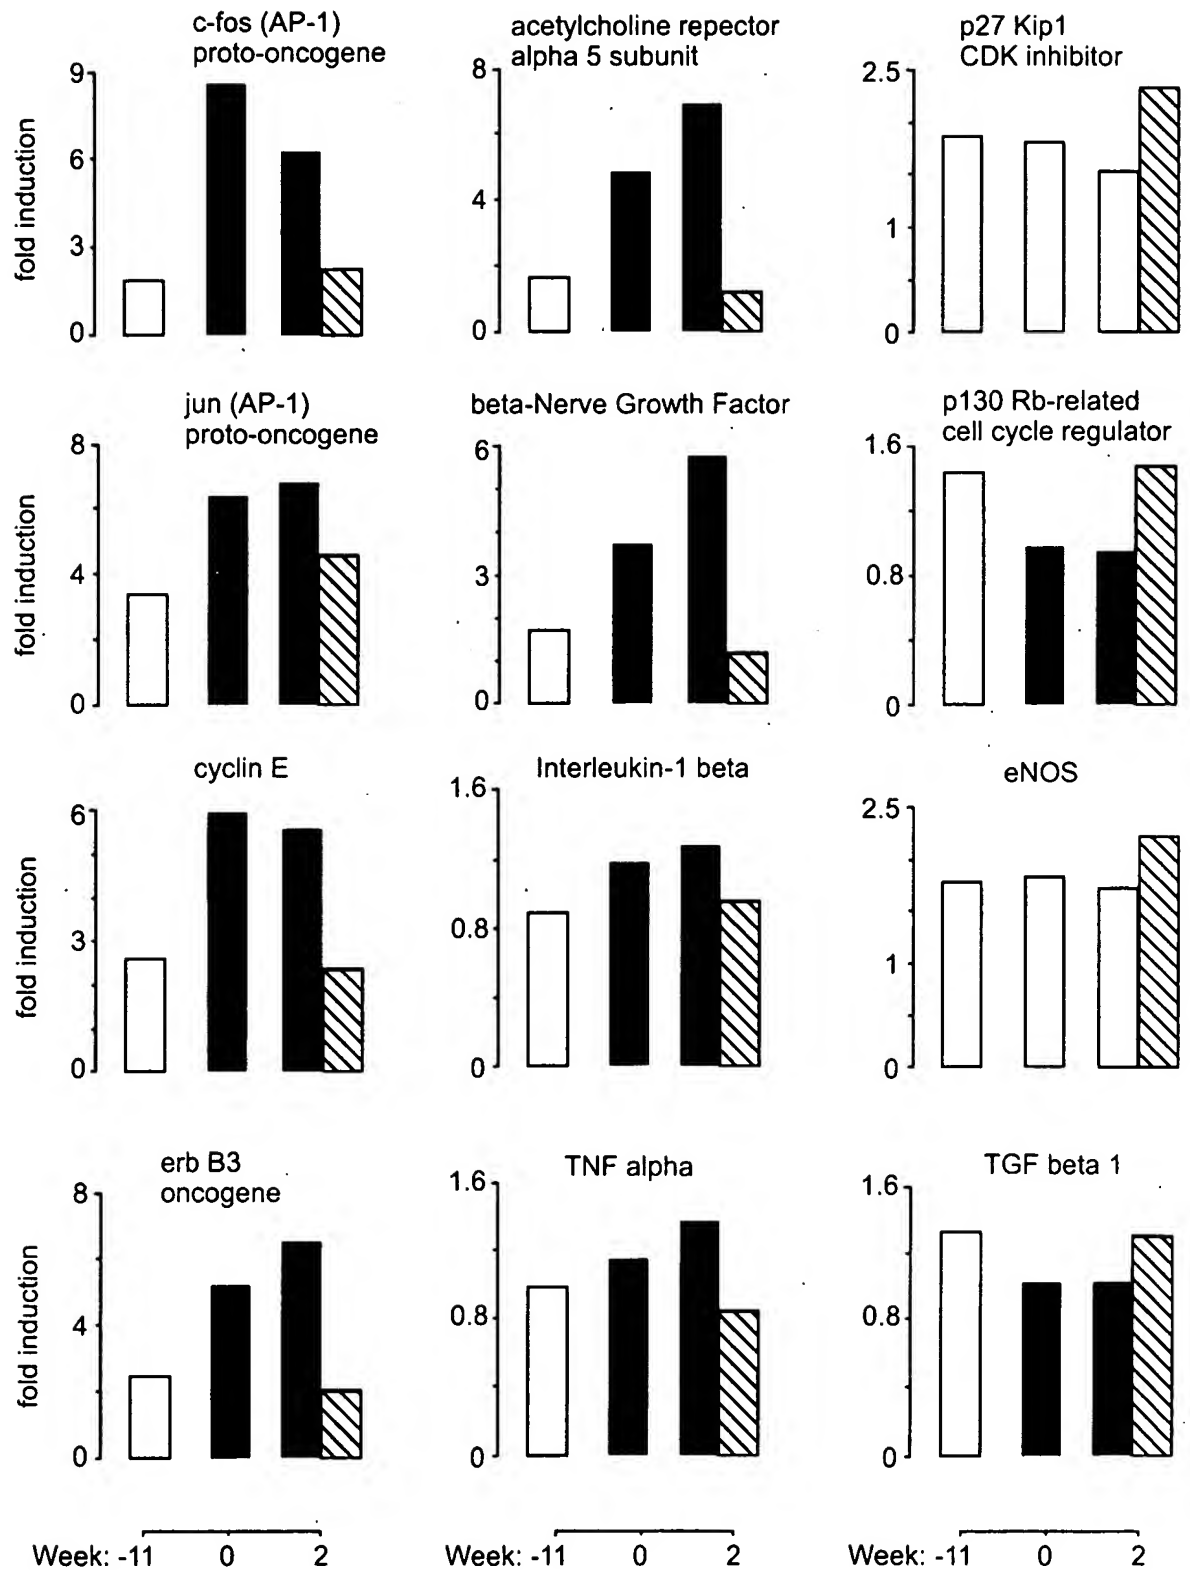 c-fos (AP-1)
proto-oncogene
9
6
3
0
fold induction
acetylcholine repector
alpha 5 subunit
8
4
0
p27 Kip1
CDK inhibitor
2.5
1
0
jun (AP-1)
proto-oncogene
8
4
0
fold induction
beta-Nerve Growth Factor
6
3
0
p130 Rb-related
cell cycle regulator
1.6
0.8
0
cyclin E
6
3
0
fold induction
Interleukin-1 beta
1.6
0.8
0
eNOS
2.5
1
0
erb B3
oncogene
8
4
0
fold induction
TNF alpha
1.6
0.8
0
TGF beta 1
1.6
0.8
0
Week: -11 0 2
Week: -11 0 2
Week: -11 0 2